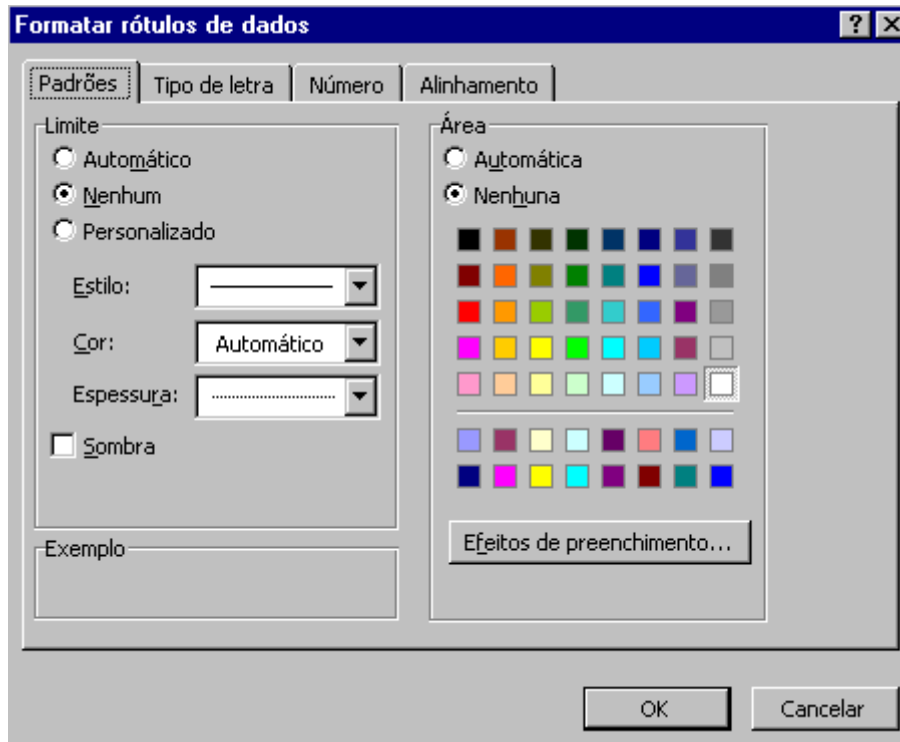 Formatar rótulos de dados
Padrões Tipo de letra Número Alinhamento
Limite
Automático
Nenhum
Personalizado
Estilo:
Cor: Automático
Espessura:
Sombra
Exemplo
Área
Automática
Nenhuna
Efeitos de preenchimento...
OK Cancelar